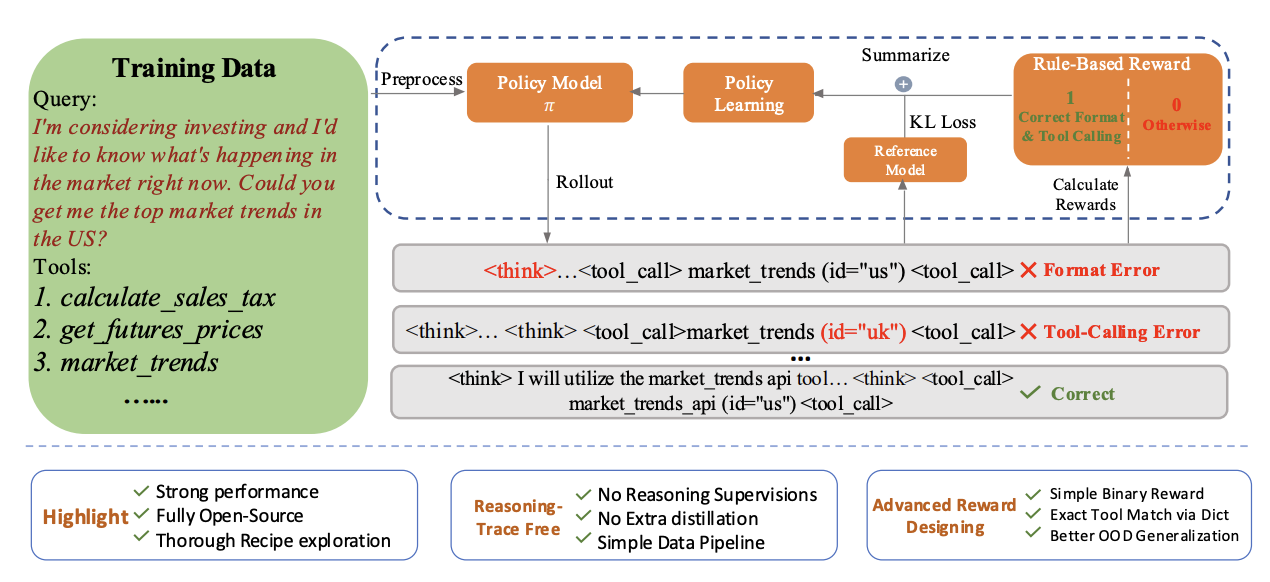 Training Data
Query:
I'm considering investing and I'd
like to know what's happening in
the market right now. Could you
get me the top market trends in
the US?
Tools:
1. calculate_sales_tax
2. get_futures_prices
3. market_trends
…...
Preprocess
Policy Model
π
Policy
Learning
Summarize
+
KL Loss
Reference
Model
Rule-Based Reward
1
Correct Format
& Tool Calling
0
Otherwise
Rollout
Calculate
Rewards
<think>…<tool_call> market_trends (id="us") <tool_call> ✕ Format Error
<think>… <think> <tool_call>market_trends (id="uk") <tool_call> ✕ Tool-Calling Error
...
<think> I will utilize the market_trends api tool… <think> <tool_call>
market_trends_api (id="us") <tool_call>
✓ Correct
Highlight
✓ Strong performance
✓ Fully Open-Source
✓ Thorough Recipe exploration
Reasoning-
Trace Free
✓ No Reasoning Supervisions
✓ No Extra distillation
✓ Simple Data Pipeline
Advanced Reward
Designing
✓ Simple Binary Reward
✓ Exact Tool Match via Dict
✓ Better OOD Generalization